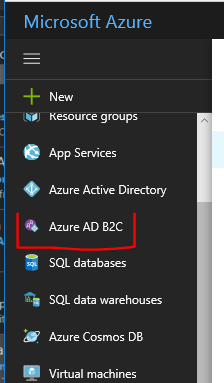 Microsoft Azure
New
Resource groups
App Services
Azure Active Directory
Azure AD B2C
SQL databases
SQL data warehouses
Azure Cosmos DB
Virtual machines